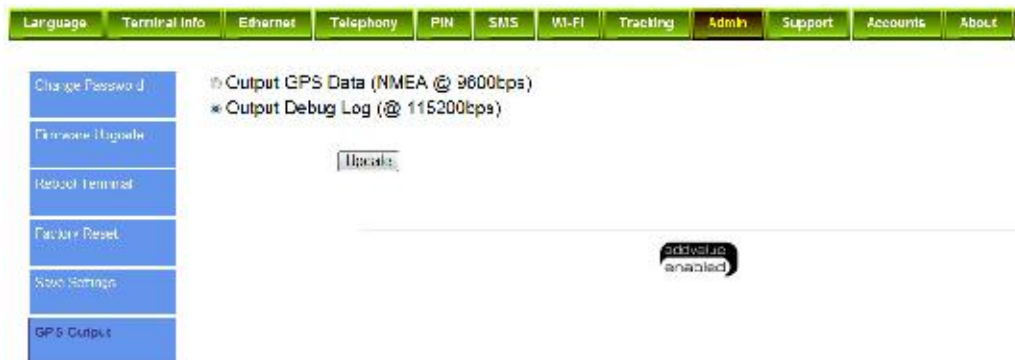 Language Terminal Info Ethernet Telephony PIN SMS Wi-Fi Tracking Admin Support Accounts About
Change Password
Firmware Upgrade
Reboot Terminal
Factory Reset
Save Settings
GPS Output
Output GPS Data (NMEA @ 9600bps)
Output Debug Log (@ 115200bps)
Update
addvalue
enabled